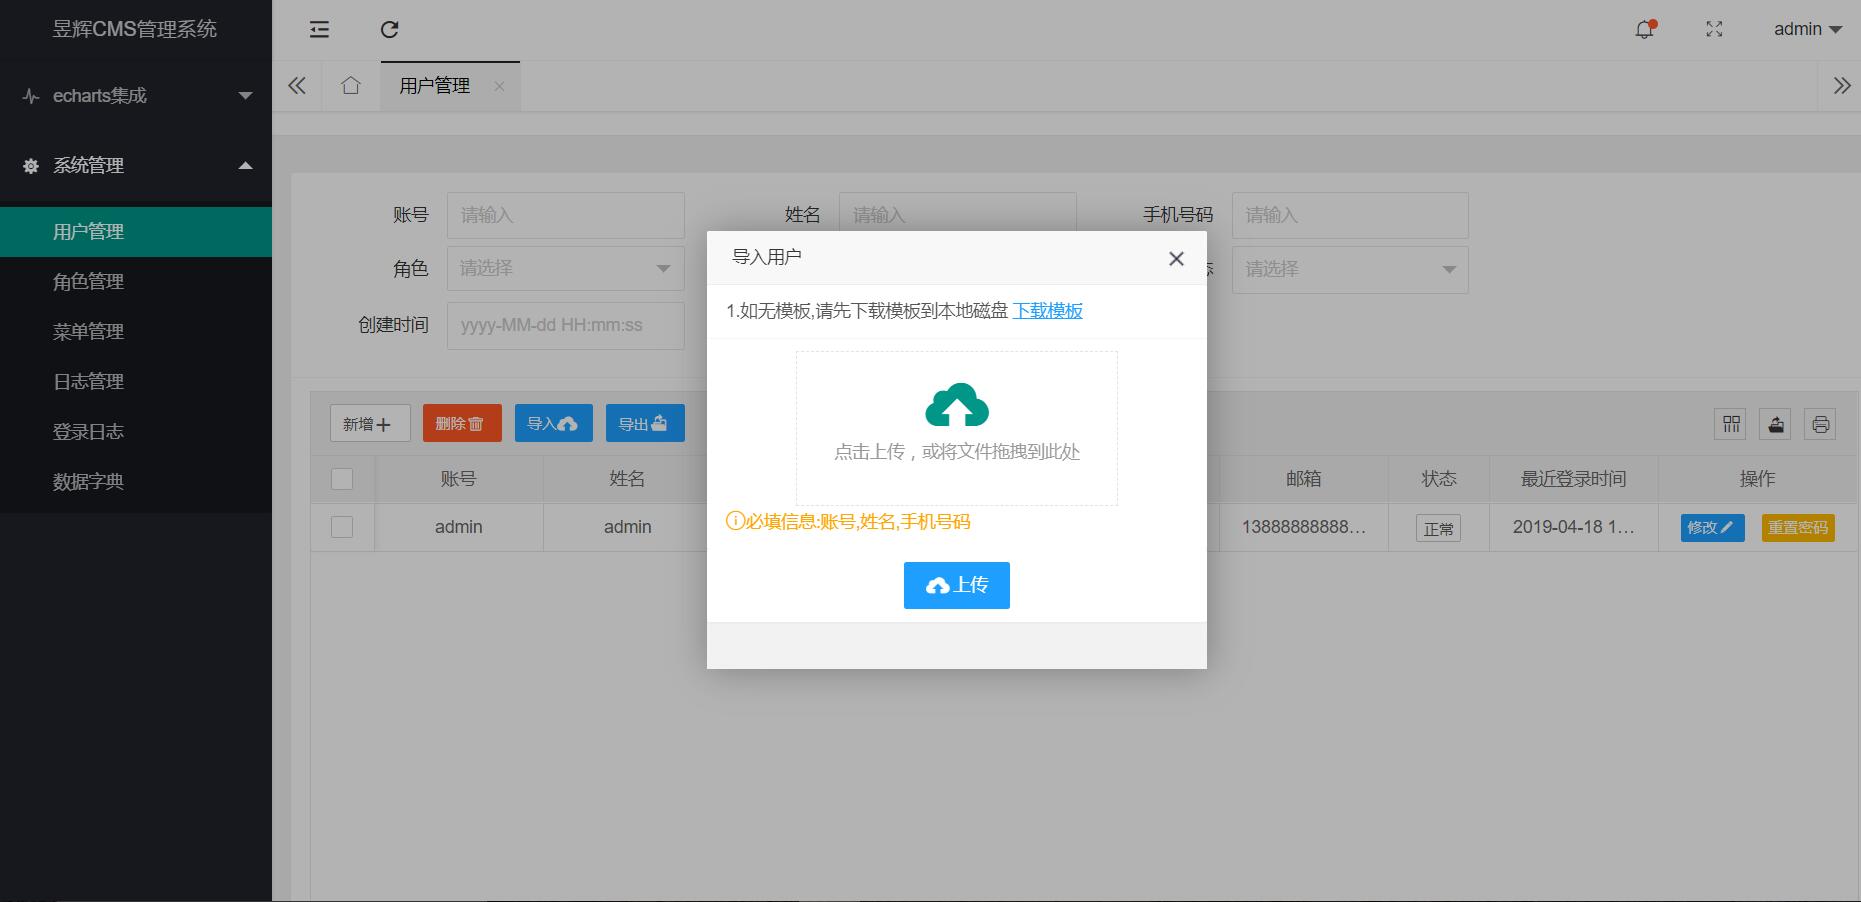 昱辉CMS管理系统
admin
echarts集成
用户管理
系统管理
用户管理
角色管理
菜单管理
日志管理
登录日志
数据字典
账号 请输入
姓名 请输入
手机号码 请输入
角色 请选择
请选择
创建时间 yyyy-MM-dd HH:mm:ss
新增 删除 导入 导出
账号 姓名 邮箱 状态 最近登录时间 操作
admin admin 13888888888… 正常 2019-04-18 1… 修改 重置密码
导入用户
1.如无模板,请先下载模板到本地磁盘 下载模板
点击上传，或将文件拖拽到此处
必填信息:账号,姓名,手机号码
上传